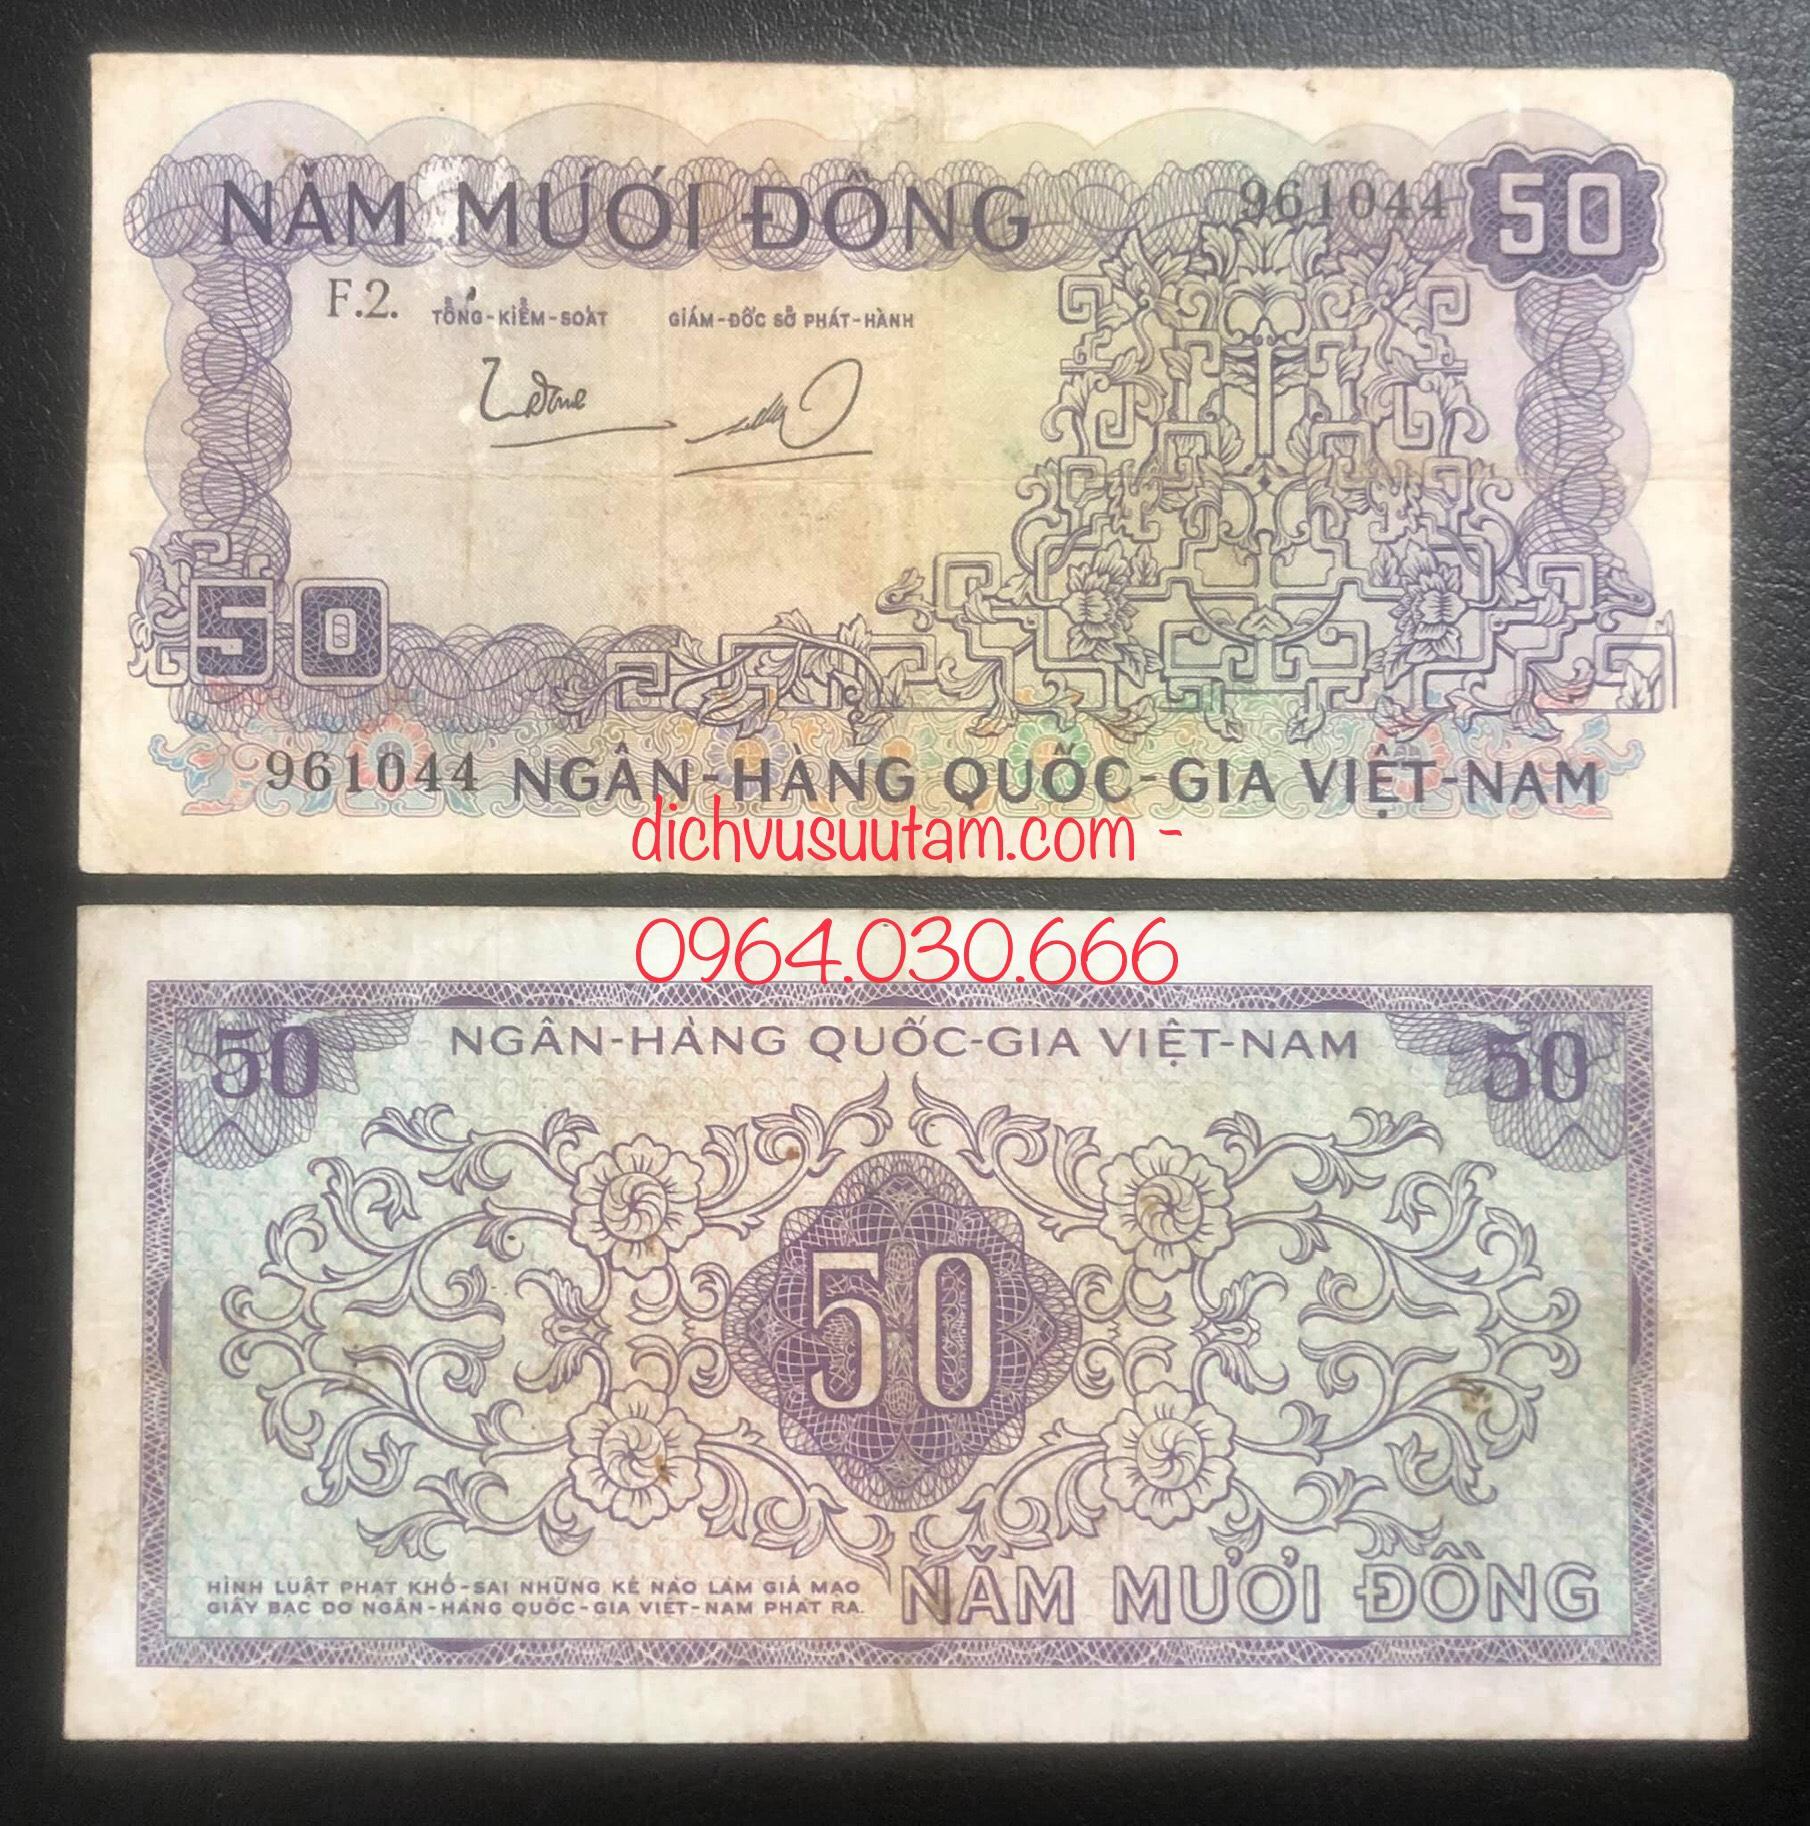 NĂM MƯƠI ĐỒNG
961044
50
F.2.
TỔNG-KIỂM-SOÁT
GIÁM-ĐỐC SỞ PHÁT-HÀNH
50
961044
NGÂN-HÀNG QUỐC-GIA VIỆT-NAM
dichvusuutam.com -
0964.030.666
50
NGÂN-HÀNG QUỐC-GIA VIỆT-NAM
50
50
HÌNH LUẬT PHẠT KHỔ-SAI NHỮNG KẺ NÀO LÀM GIẢ MẠO
GIẤY BẠC DO NGÂN-HÀNG QUỐC-GIA VIỆT-NAM PHÁT RA.
NĂM MƯƠI ĐỒNG